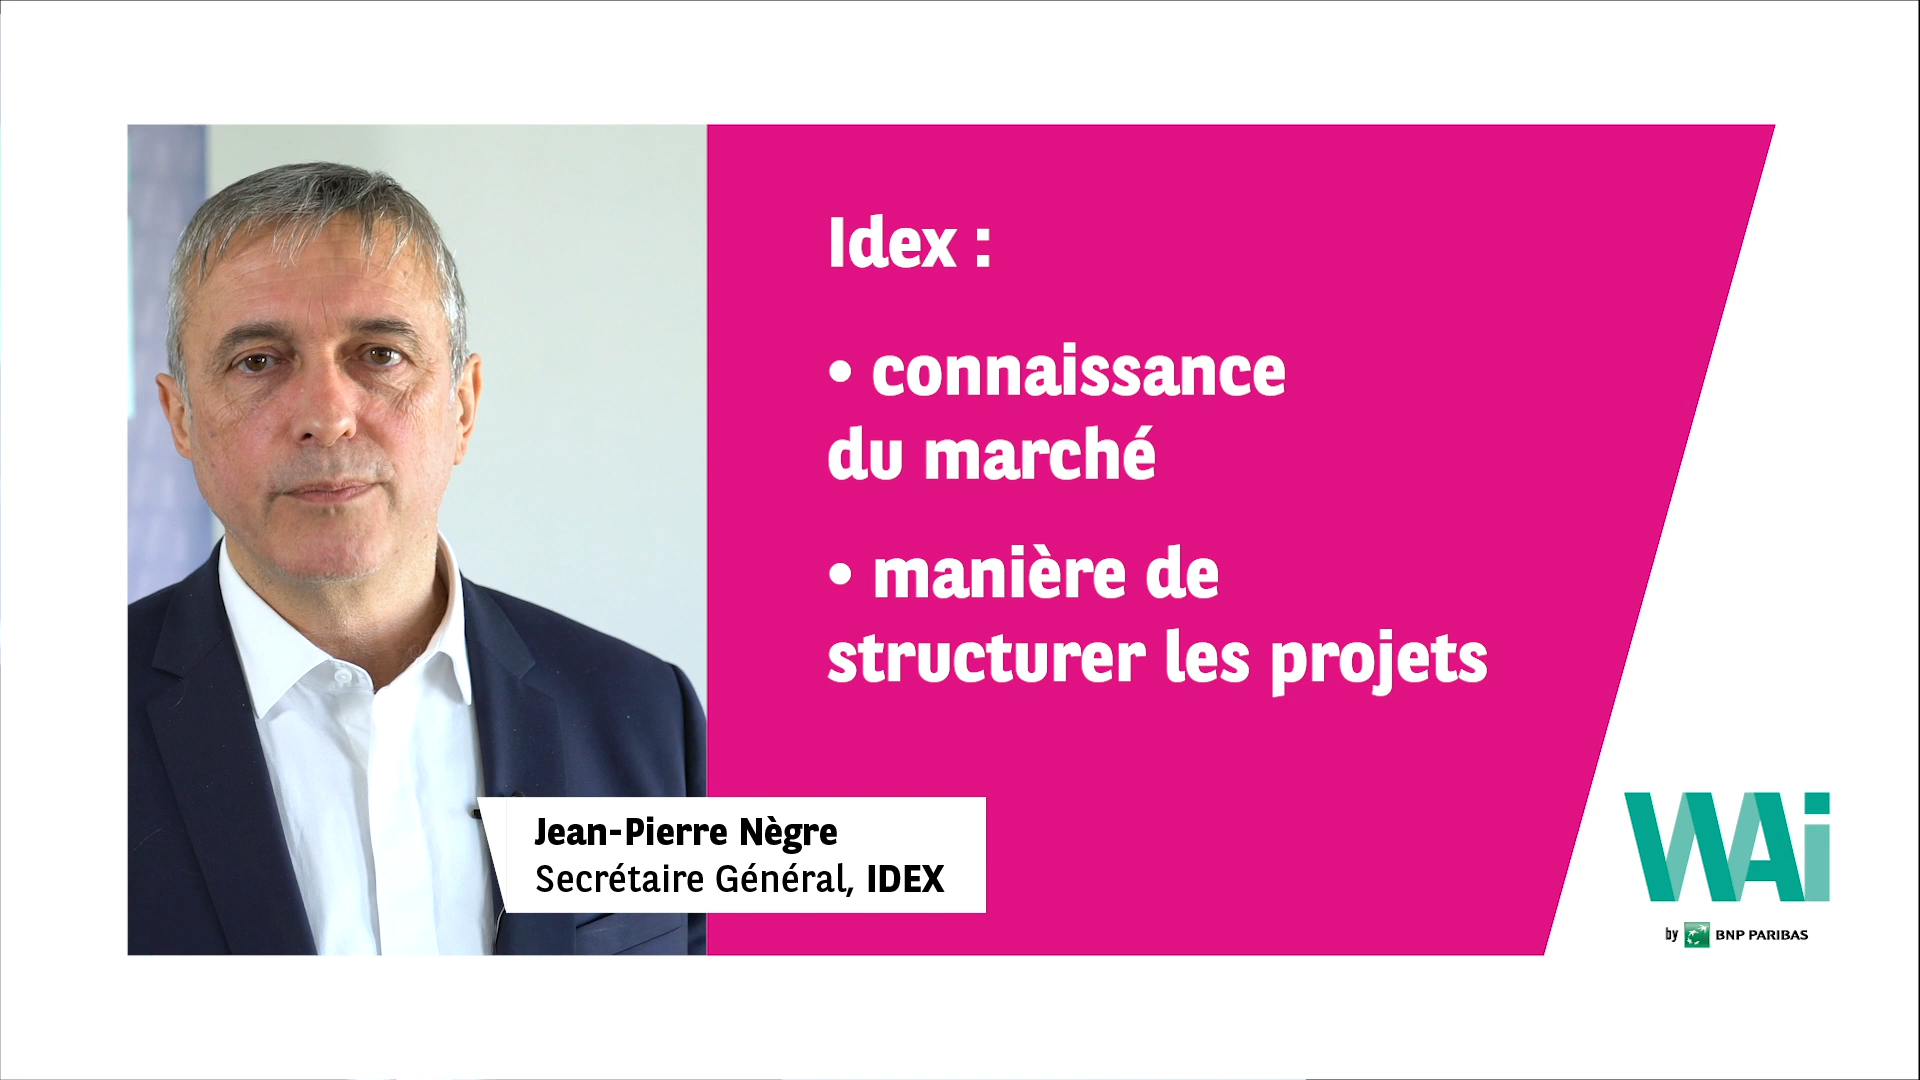 Idex :
• connaissance
du marché
• manière de
structurer les projets
Jean-Pierre Nègre
Secrétaire Général, IDEX
WAi
by BNP PARIBAS